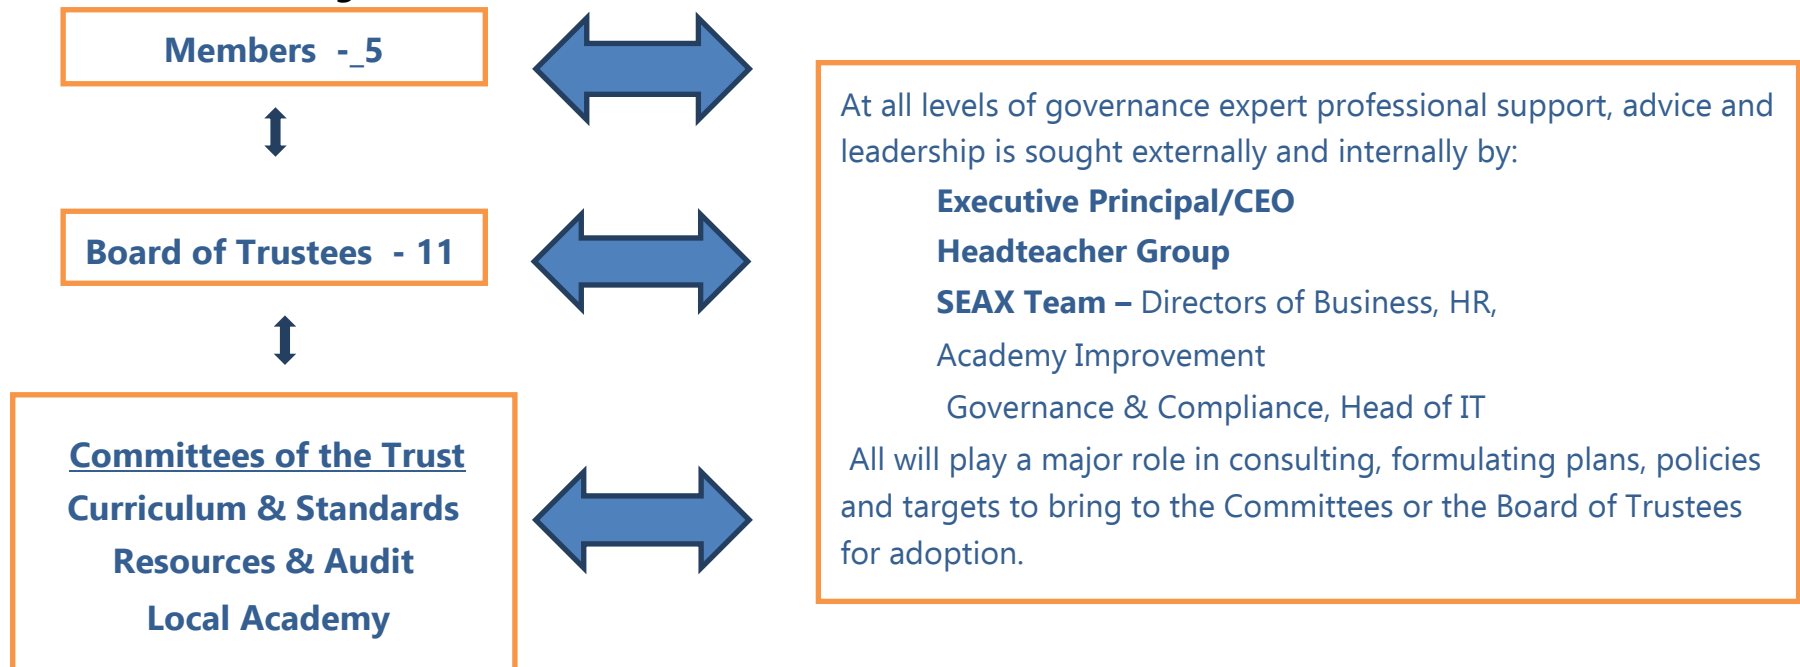 Members -_5
Board of Trustees - 11
Committees of the Trust
Curriculum & Standards
Resources & Audit
Local Academy
At all levels of governance expert professional support, advice and
leadership is sought externally and internally by:
Executive Principal/CEO
Headteacher Group
SEAX Team – Directors of Business, HR,
Academy Improvement
Governance & Compliance, Head of IT
All will play a major role in consulting, formulating plans, policies
and targets to bring to the Committees or the Board of Trustees
for adoption.